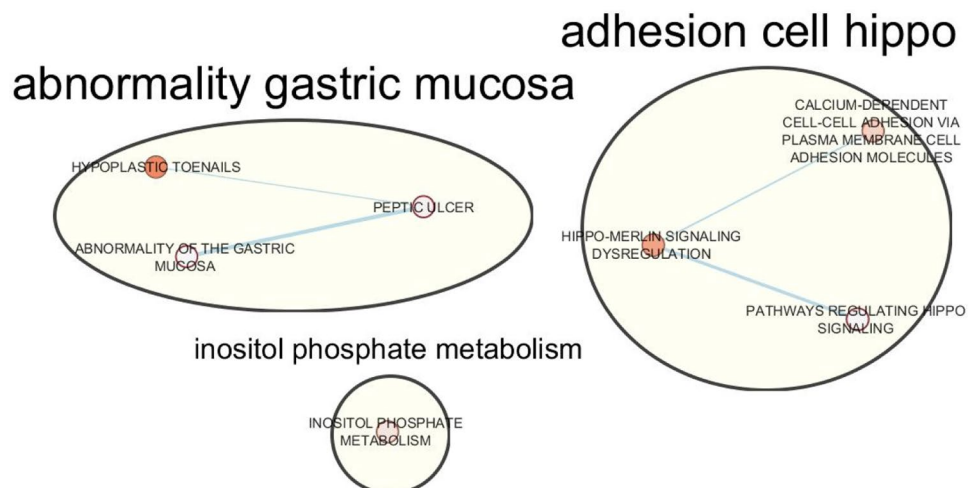 adhesion cell hippo
abnormality gastric mucosa
CALCIUM-DEPENDENT
CELL-CELL ADHESION VIA
PLASMA MEMBRANE CELL
ADHESION MOLECULES
HYPOPLASTIC TOENAILS
PEPTIC ULCER
ABNORMALITY OF THE GASTRIC
MUCOSA
HIPPO-MERLIN SIGNALING
DYSREGULATION
PATHWAYS REGULATING HIPPO
SIGNALING
inositol phosphate metabolism
INOSITOL PHOSPHATE
METABOLISM